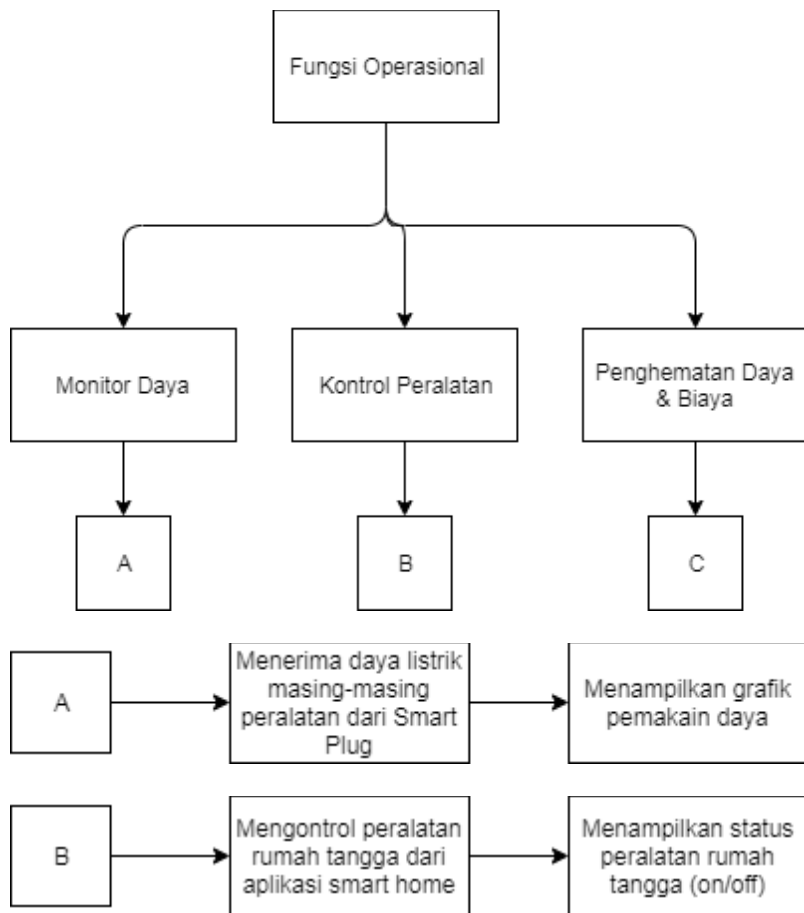 Fungsi Operasional
Monitor Daya
Kontrol Peralatan
Penghematan Daya
& Biaya
A
B
C
A
Menerima daya listrik
masing-masing
peralatan dari Smart
Plug
Menampilkan grafik
pemakain daya
B
Mengontrol peralatan
rumah tangga dari
aplikasi smart home
Menampilkan status
peralatan rumah
tangga (on/off)